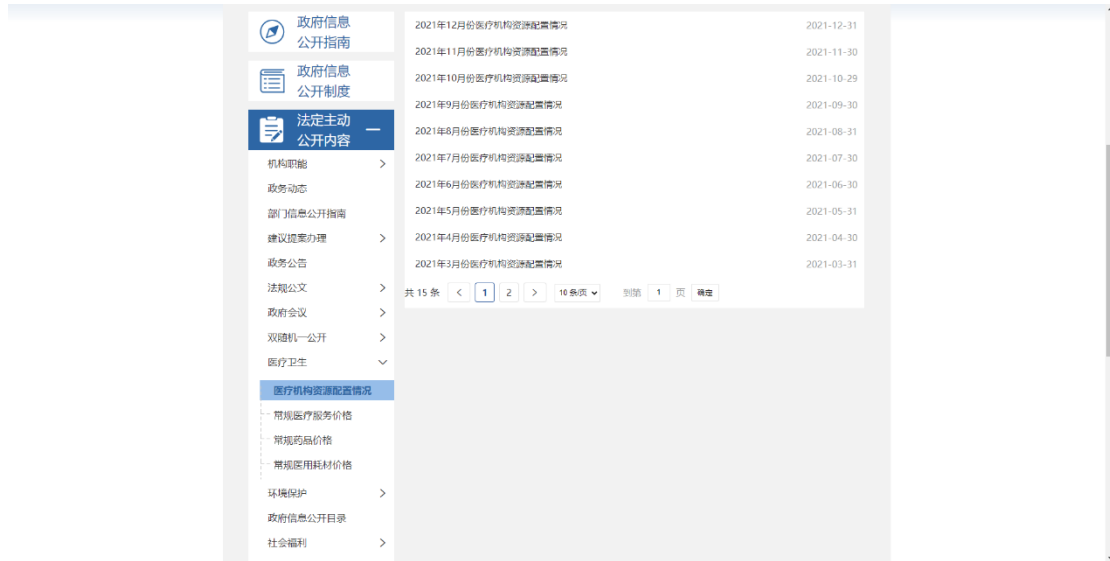 政府信息
公开指南
政府信息
公开制度
法定主动
公开内容
机构职能
政务动态
部门信息公开指南
建议提案办理
政务公告
法规公文
政府会议
双随机一公开
医疗卫生
医疗机构资源配置情况
常规医疗服务价格
常规药品价格
常规医用耗材价格
环境保护
政府信息公开目录
社会福利
2021年12月份医疗机构资源配置情况 2021-12-31
2021年11月份医疗机构资源配置情况 2021-11-30
2021年10月份医疗机构资源配置情况 2021-10-29
2021年9月份医疗机构资源配置情况 2021-09-30
2021年8月份医疗机构资源配置情况 2021-08-31
2021年7月份医疗机构资源配置情况 2021-07-30
2021年6月份医疗机构资源配置情况 2021-06-30
2021年5月份医疗机构资源配置情况 2021-05-31
2021年4月份医疗机构资源配置情况 2021-04-30
2021年3月份医疗机构资源配置情况 2021-03-31
共 15 条 < 1 2 > 10 条/页 到第 1 页 确定